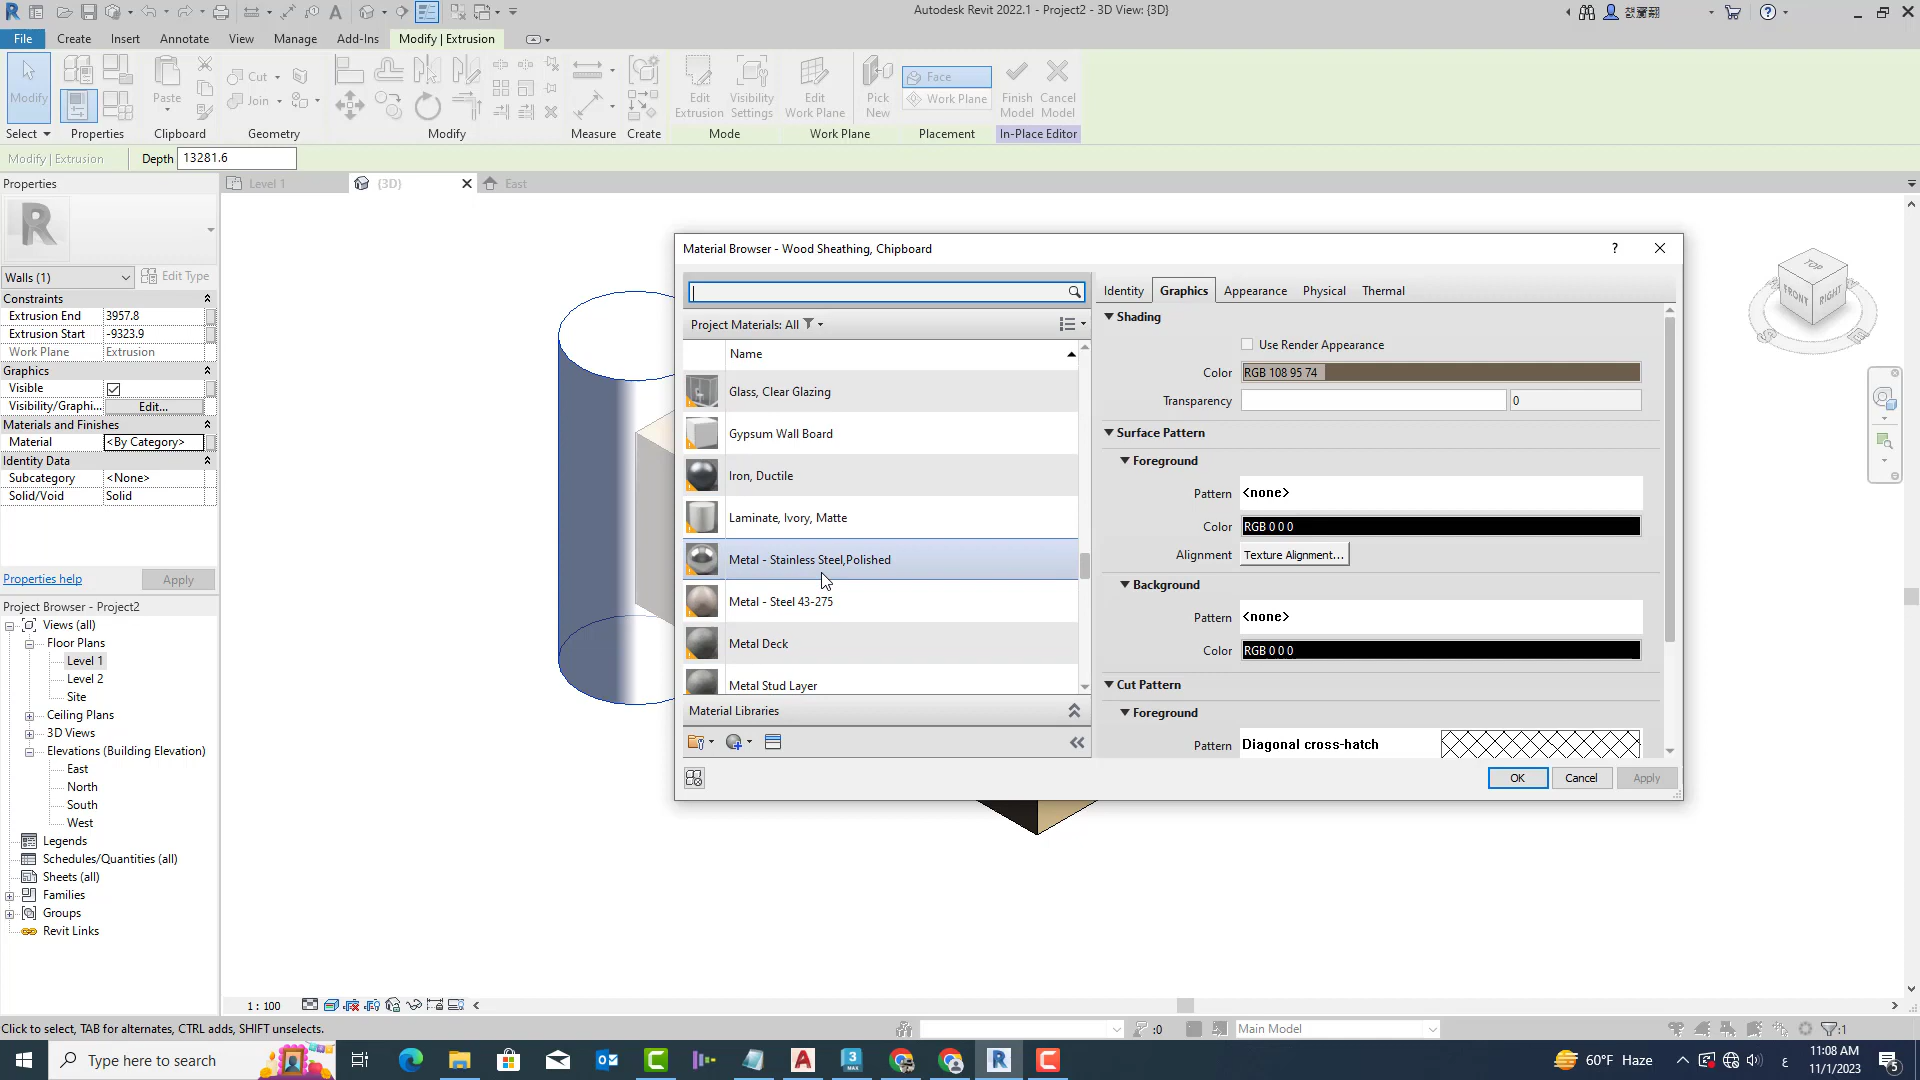 Autodesk Revit 2022.1 - Project2 - 3D View: {3D}
File
Create
Insert
Annotate
View
Manage
Add-Ins
Modify | Extrusion
Modify
Paste
Cut
Join
Edit Extrusion
Visibility Settings
Edit Work Plane
Pick New
Face
Work Plane
Finish Model
Cancel Model
Select
Properties
Clipboard
Geometry
Modify
Measure
Create
Mode
Work Plane
Placement
In-Place Editor
Modify | Extrusion
Depth
13281.6
Properties
Level 1
{3D}
East
Walls (1)
Edit Type
Constraints
Extrusion End
3957.8
Extrusion Start
-9323.9
Work Plane
Extrusion
Graphics
Visible
Visibility/Graphi...
Edit...
Materials and Finishes
Material
<By Category>
Identity Data
Subcategory
<None>
Solid/Void
Solid
Properties help
Apply
Project Browser - Project2
Views (all)
Floor Plans
Level 1
Level 2
Site
Ceiling Plans
3D Views
Elevations (Building Elevation)
East
North
South
West
Legends
Schedules/Quantities (all)
Sheets (all)
Families
Groups
Revit Links
Material Browser - Wood Sheathing, Chipboard
Project Materials: All
Name
Glass, Clear Glazing
Gypsum Wall Board
Iron, Ductile
Laminate, Ivory, Matte
Metal - Stainless Steel,Polished
Metal - Steel 43-275
Metal Deck
Metal Stud Layer
Material Libraries
Identity
Graphics
Appearance
Physical
Thermal
Shading
Use Render Appearance
Color
RGB 108 95 74
Transparency
0
Surface Pattern
Foreground
Pattern
<none>
Color
RGB 0 0 0
Alignment
Texture Alignment...
Background
Pattern
<none>
Color
RGB 0 0 0
Cut Pattern
Foreground
Pattern
Diagonal cross-hatch
OK
Cancel
Apply
TOP
FRONT
RIGHT
1 : 100
Click to select, TAB for alternates, CTRL adds, SHIFT unselects.
:0
Main Model
:1
Type here to search
60°F Haze
ع
11:08 AM
11/1/2023
5